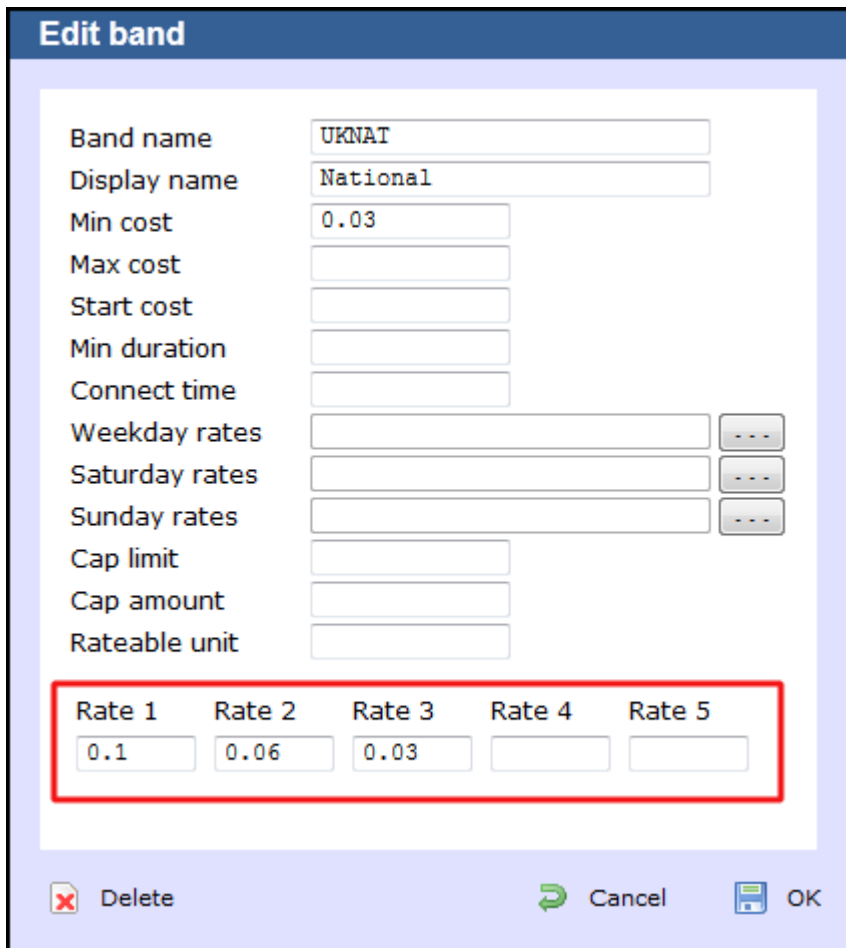 Edit band
Band name UKNAT
Display name National
Min cost 0.03
Max cost
Start cost
Min duration
Connect time
Weekday rates ...
Saturday rates ...
Sunday rates ...
Cap limit
Cap amount
Rateable unit
Rate 1 Rate 2 Rate 3 Rate 4 Rate 5
0.1 0.06 0.03
Delete Cancel OK